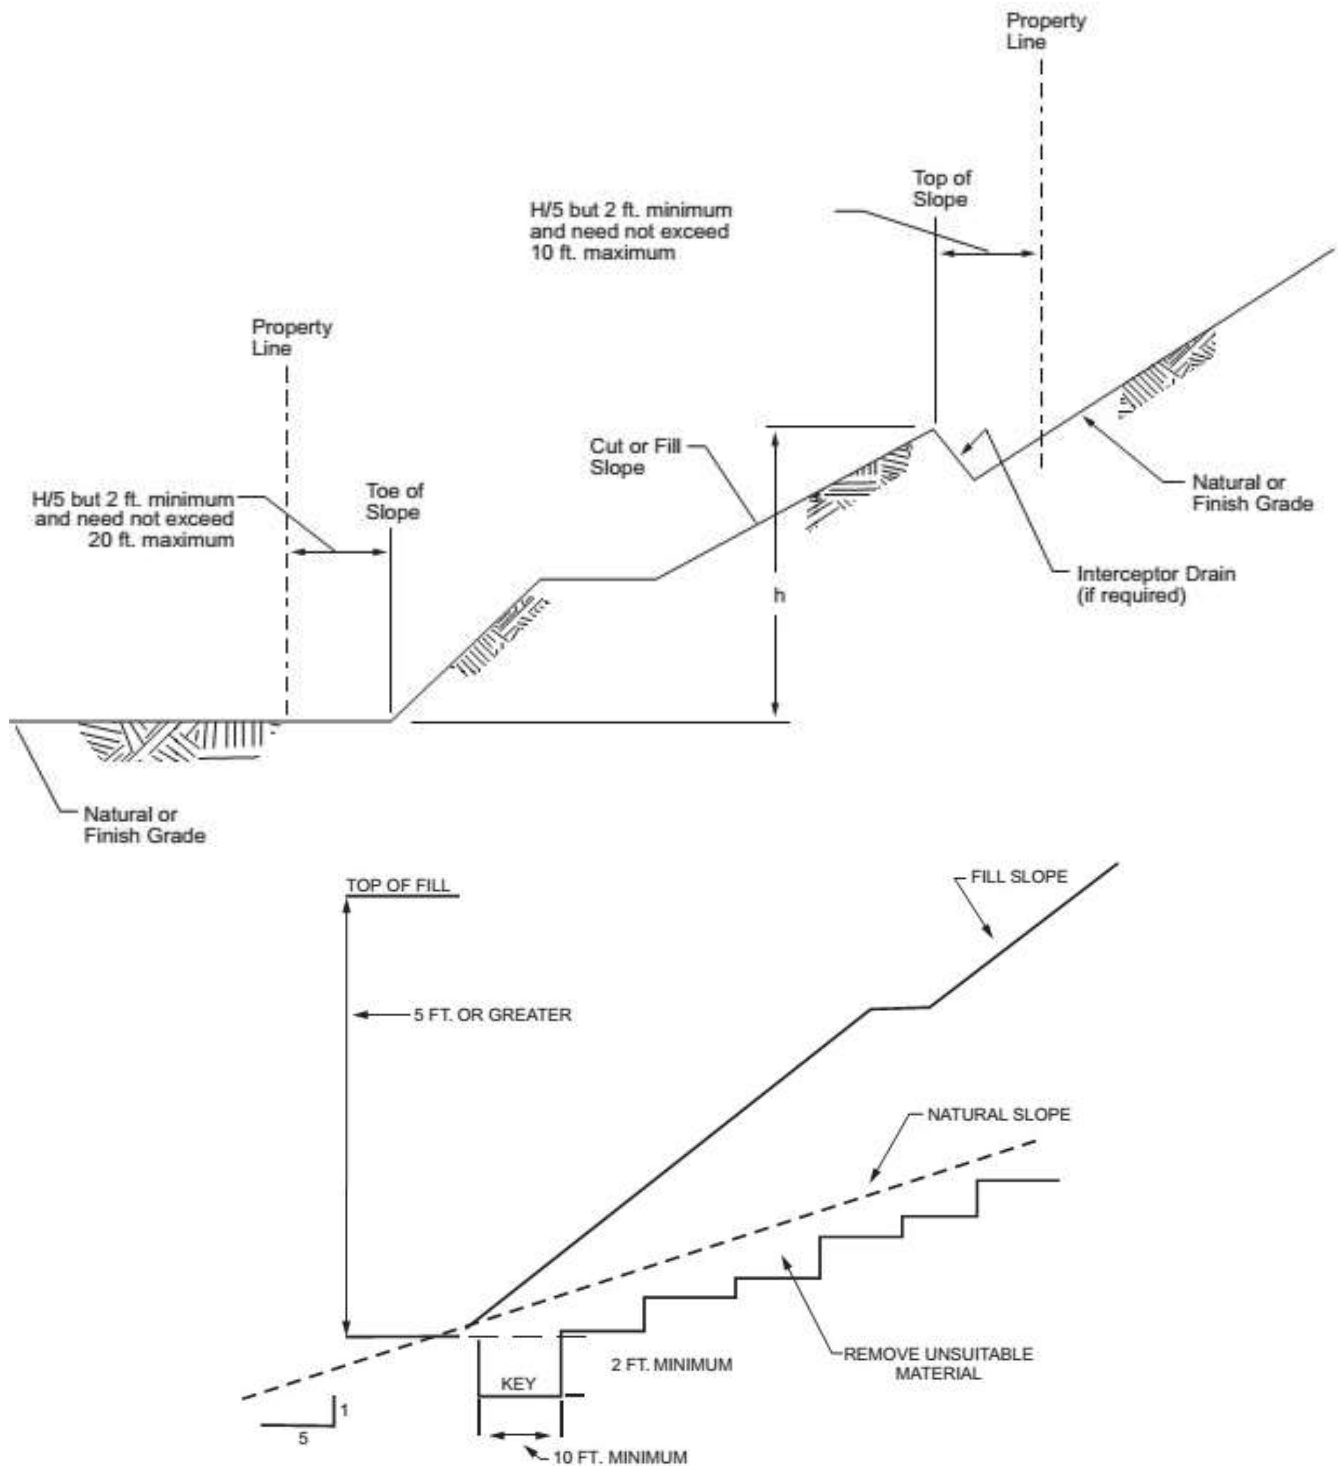 Property
Line
Top of
Slope
H/5 but 2 ft. minimum
and need not exceed
10 ft. maximum
Property
Line
Cut or Fill
Slope
Natural or
Finish Grade
H/5 but 2 ft. minimum
and need not exceed
20 ft. maximum
Toe of
Slope
Interceptor Drain
(if required)
h
Natural or
Finish Grade
TOP OF FILL
FILL SLOPE
5 FT. OR GREATER
NATURAL SLOPE
2 FT. MINIMUM
REMOVE UNSUITABLE
MATERIAL
KEY
1
5
10 FT. MINIMUM